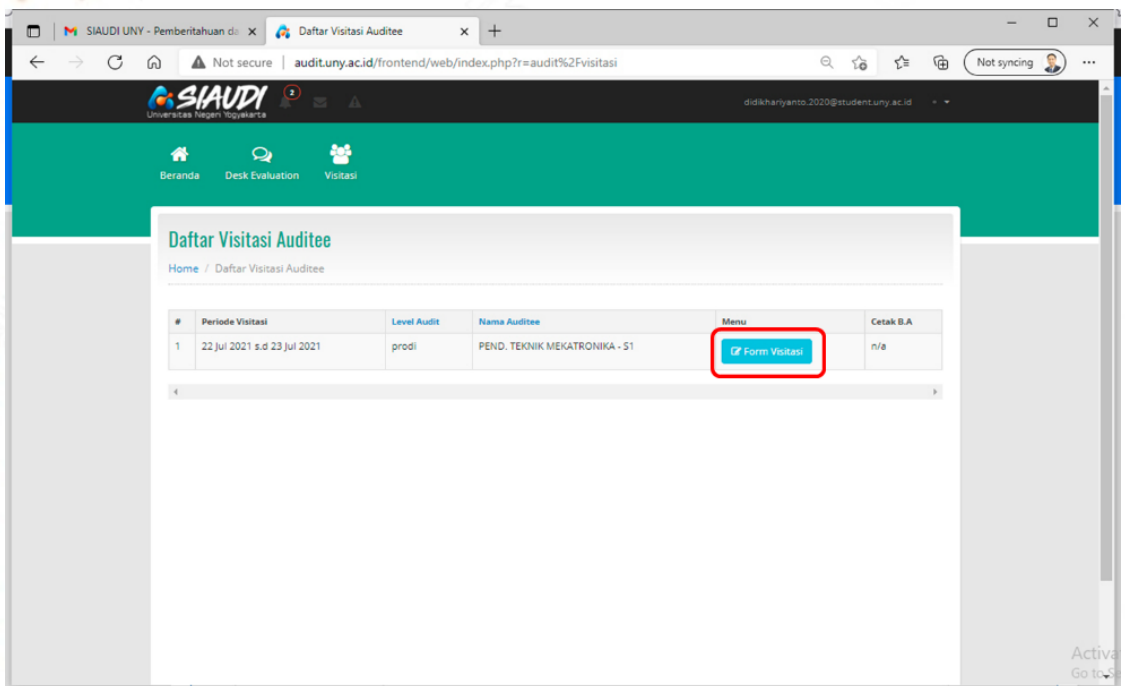 SIAUDI UNY - Pemberitahuan da
Daftar Visitasi Auditee
Not secure | audit.uny.ac.id/frontend/web/index.php?r=audit%2Fvisitasi
Not syncing
SIAUDI
Universitas Negeri Yogyakarta
2
didikhariyanto.2020@student.uny.ac.id
Beranda Desk Evaluation Visitasi
Daftar Visitasi Auditee
Home / Daftar Visitasi Auditee
# Periode Visitasi Level Audit Nama Auditee Menu Cetak B.A
1 22 Jul 2021 s.d 23 Jul 2021 prodi PEND. TEKNIK MEKATRONIKA - S1 Form Visitasi n/a
Activa
Go to Se